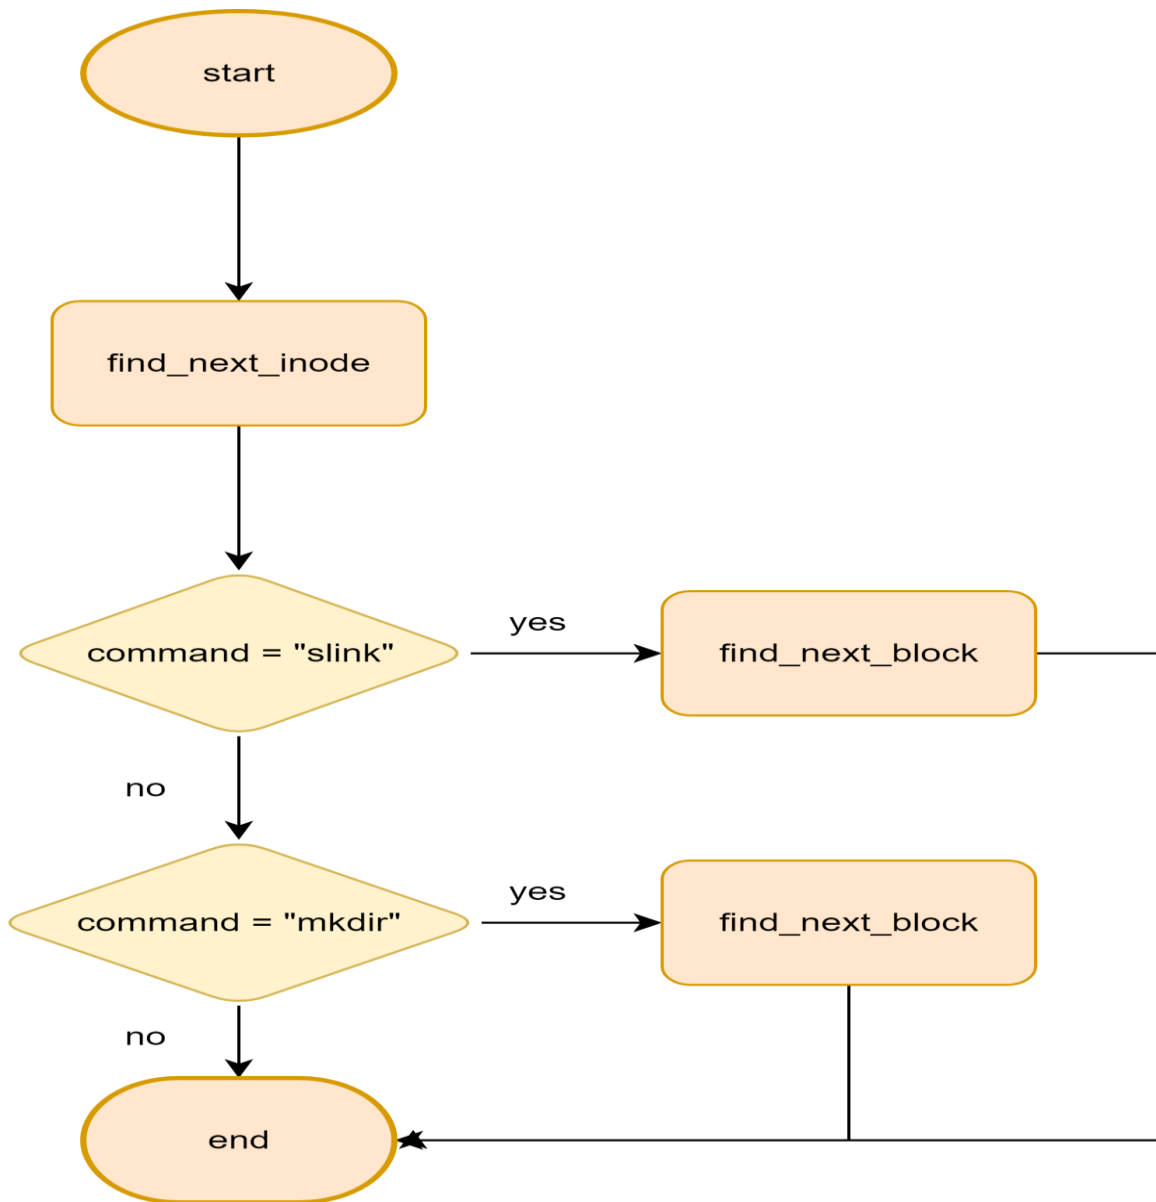 start
find_next_inode
command = "slink"
yes
find_next_block
no
command = "mkdir"
yes
find_next_block
no
end